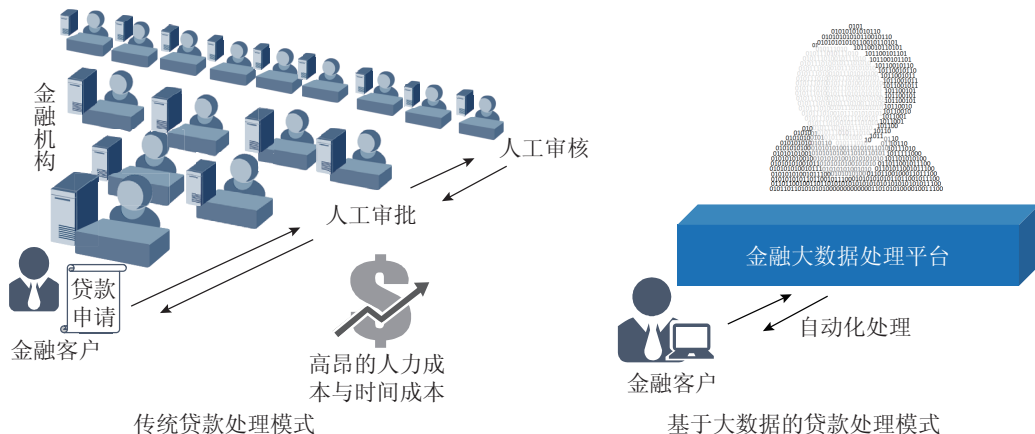 金融机构
人工审核
人工审批
贷款
申请
金融客户
高昂的人力成
本与时间成本
传统贷款处理模式
金融大数据处理平台
自动化处理
金融客户
基于大数据的贷款处理模式